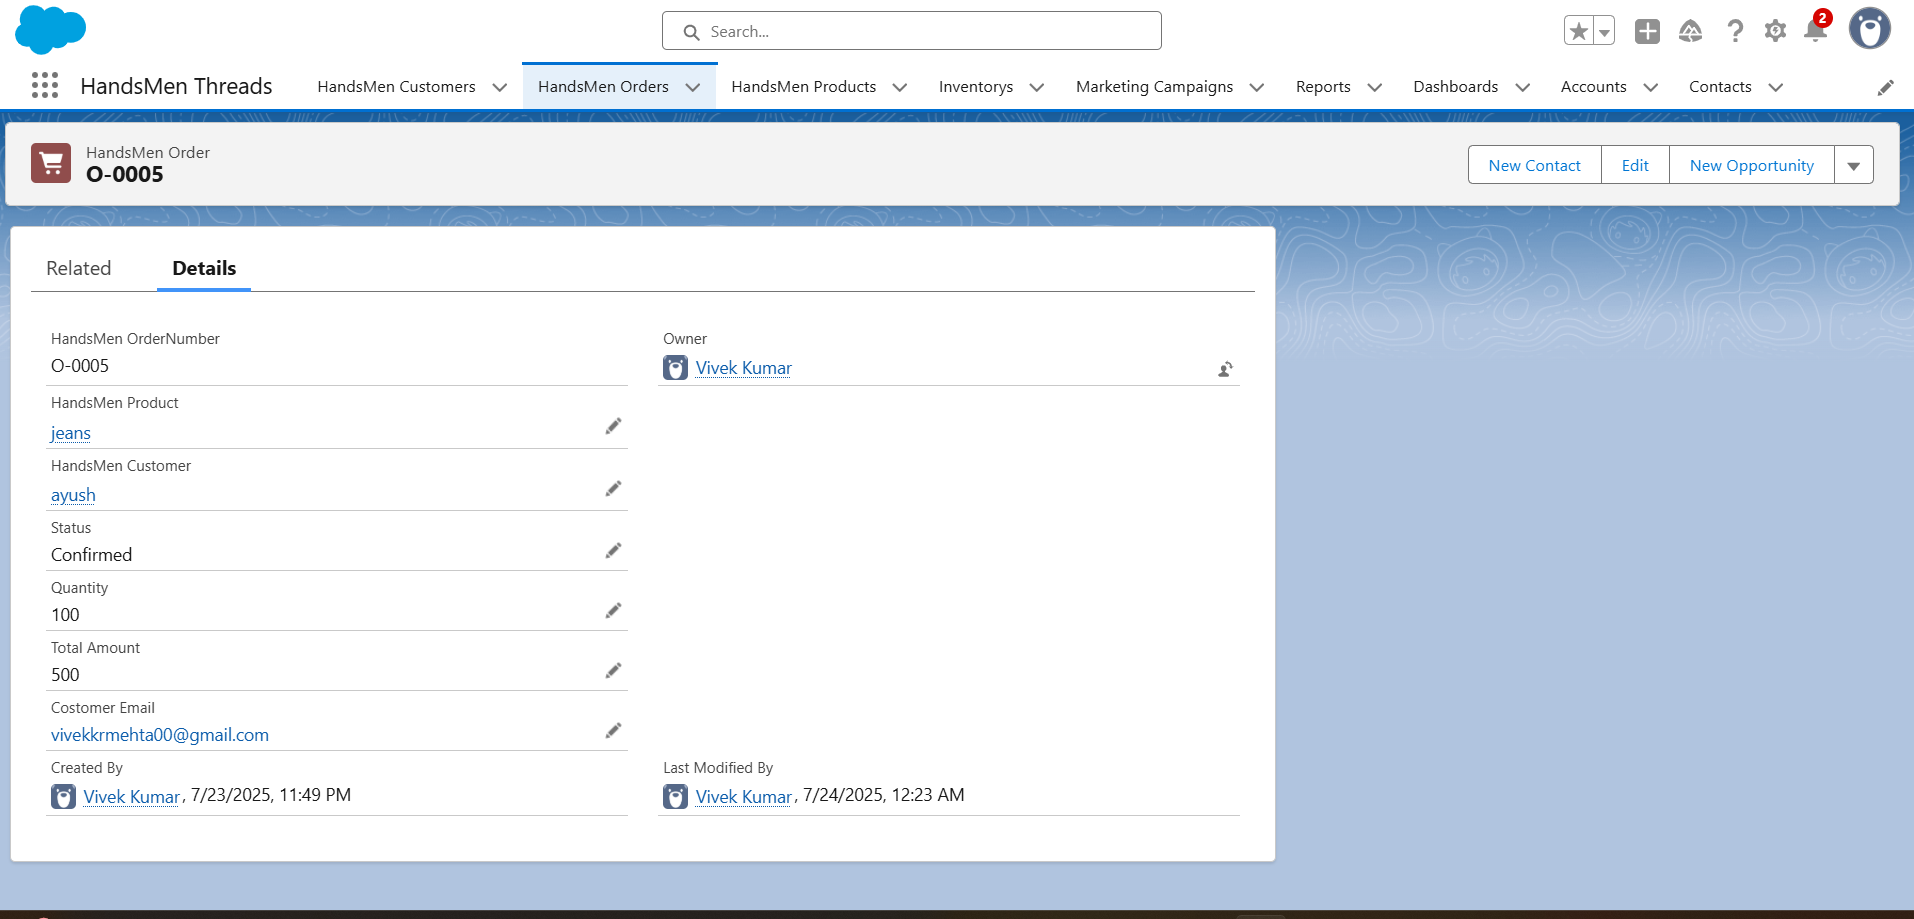 Search...
2
HandsMen Threads
HandsMen Customers
HandsMen Orders
HandsMen Products
Inventorys
Marketing Campaigns
Reports
Dashboards
Accounts
Contacts
HandsMen Order
O-0005
New Contact
Edit
New Opportunity
Related
Details
HandsMen OrderNumber
O-0005
Owner
Vivek Kumar
HandsMen Product
jeans
HandsMen Customer
ayush
Status
Confirmed
Quantity
100
Total Amount
500
Costomer Email
vivekkrmehta00@gmail.com
Created By
Vivek Kumar, 7/23/2025, 11:49 PM
Last Modified By
Vivek Kumar, 7/24/2025, 12:23 AM